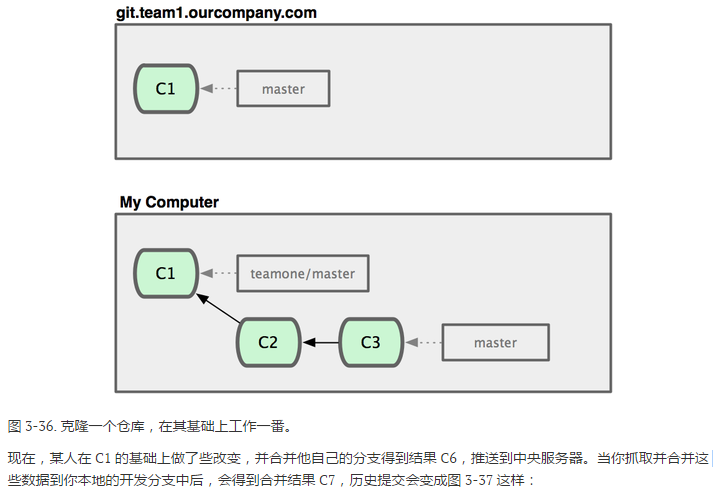 git.team1.ourcompany.com
C1
master
My Computer
C1
teamone/master
C2
C3
master
图 3-36. 克隆一个仓库，在其基础上工作一番。
现在，某人在 C1 的基础上做了些改变，并合并他自己的分支得到结果 C6，推送到中央服务器。当你抓取并合并这
些数据到你本地的开发分支中后，会得到合并结果 C7，历史提交会变成图 3-37 这样：